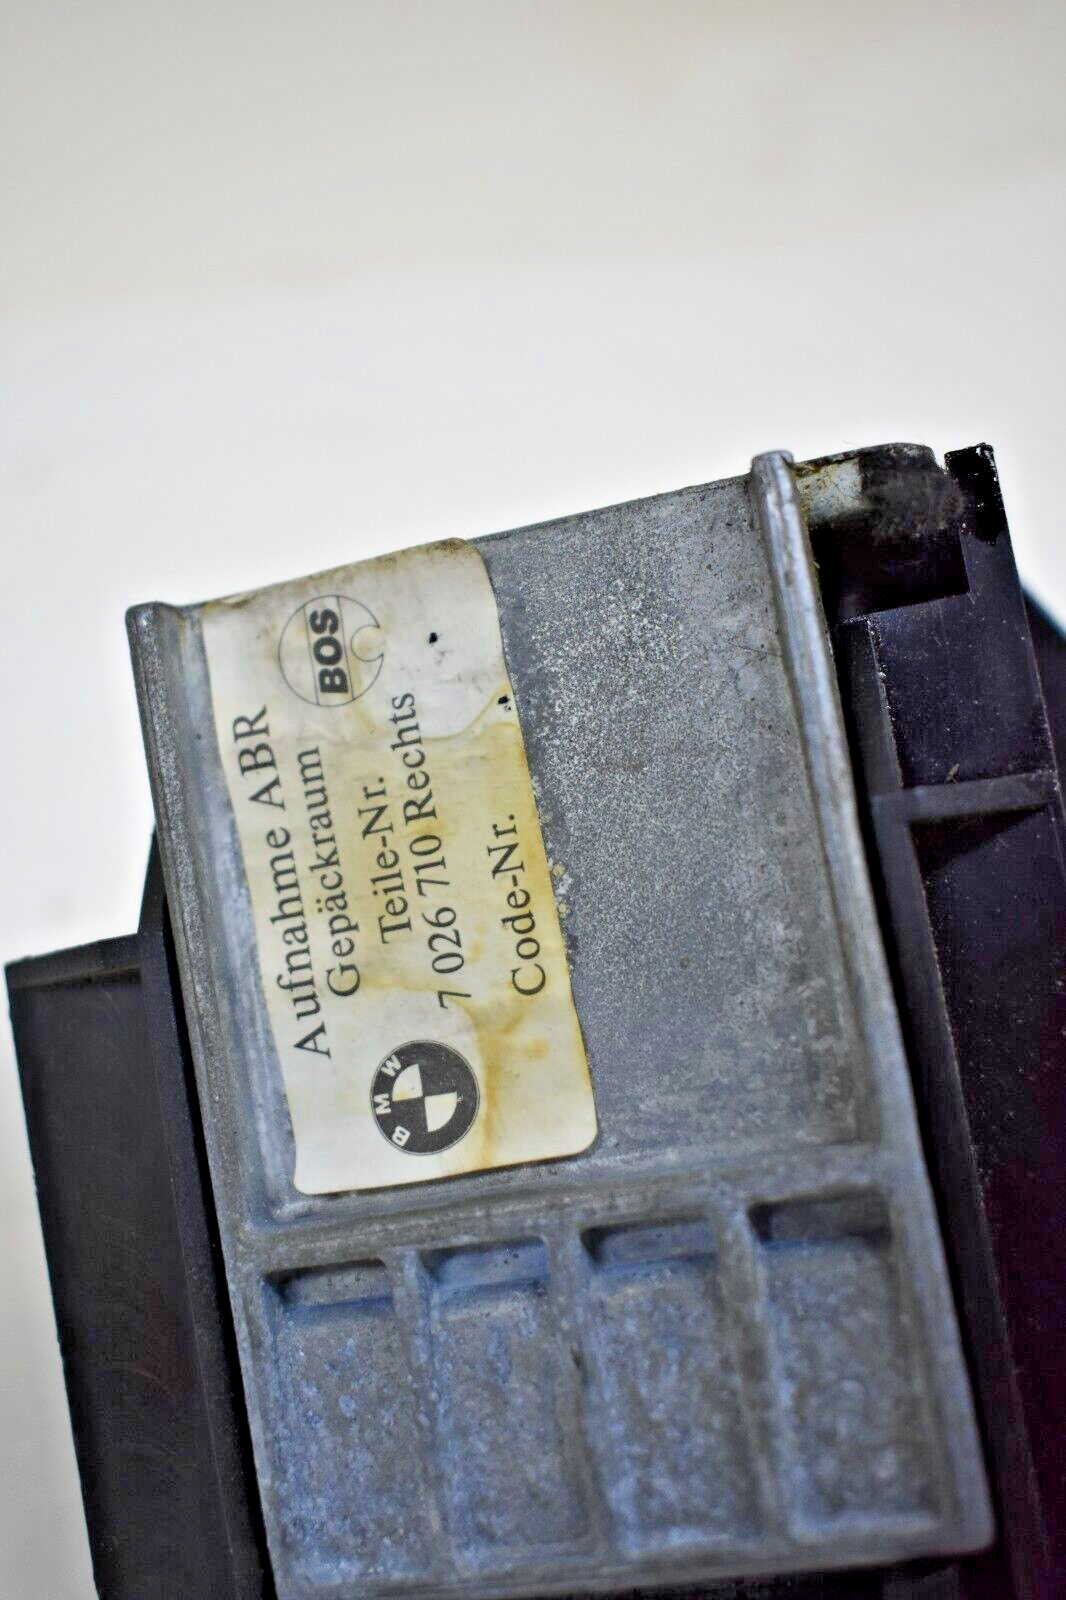 Aufnahme ABR
Gepäckraum
BOS
Teile-Nr.
7 026 710 Rechts
Code-Nr.
BMW